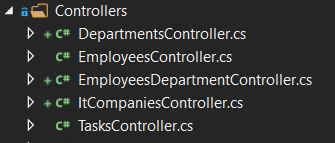 Controllers
+ C# DepartmentsController.cs
C# EmployeesController.cs
+ C# EmployeesDepartmentController.cs
+ C# ItCompaniesController.cs
C# TasksController.cs